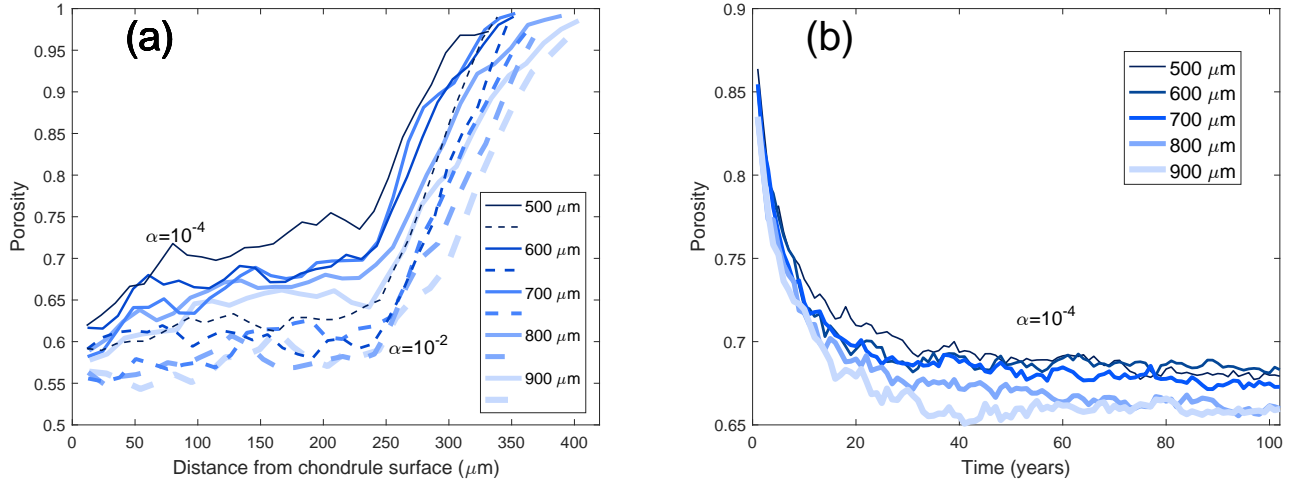 (a)
1
0.95
0.9
0.85
0.8
0.75
0.7
0.65
0.6
0.55
0.5
Porosity
α=10-4
α=10-2
500 μm
600 μm
700 μm
800 μm
900 μm
0 50 100 150 200 250 300 350 400
Distance from chondrule surface (μm)
(b)
0.9
0.85
0.8
0.75
0.7
0.65
Porosity
500 μm
600 μm
700 μm
800 μm
900 μm
α=10-4
0 20 40 60 80 100
Time (years)